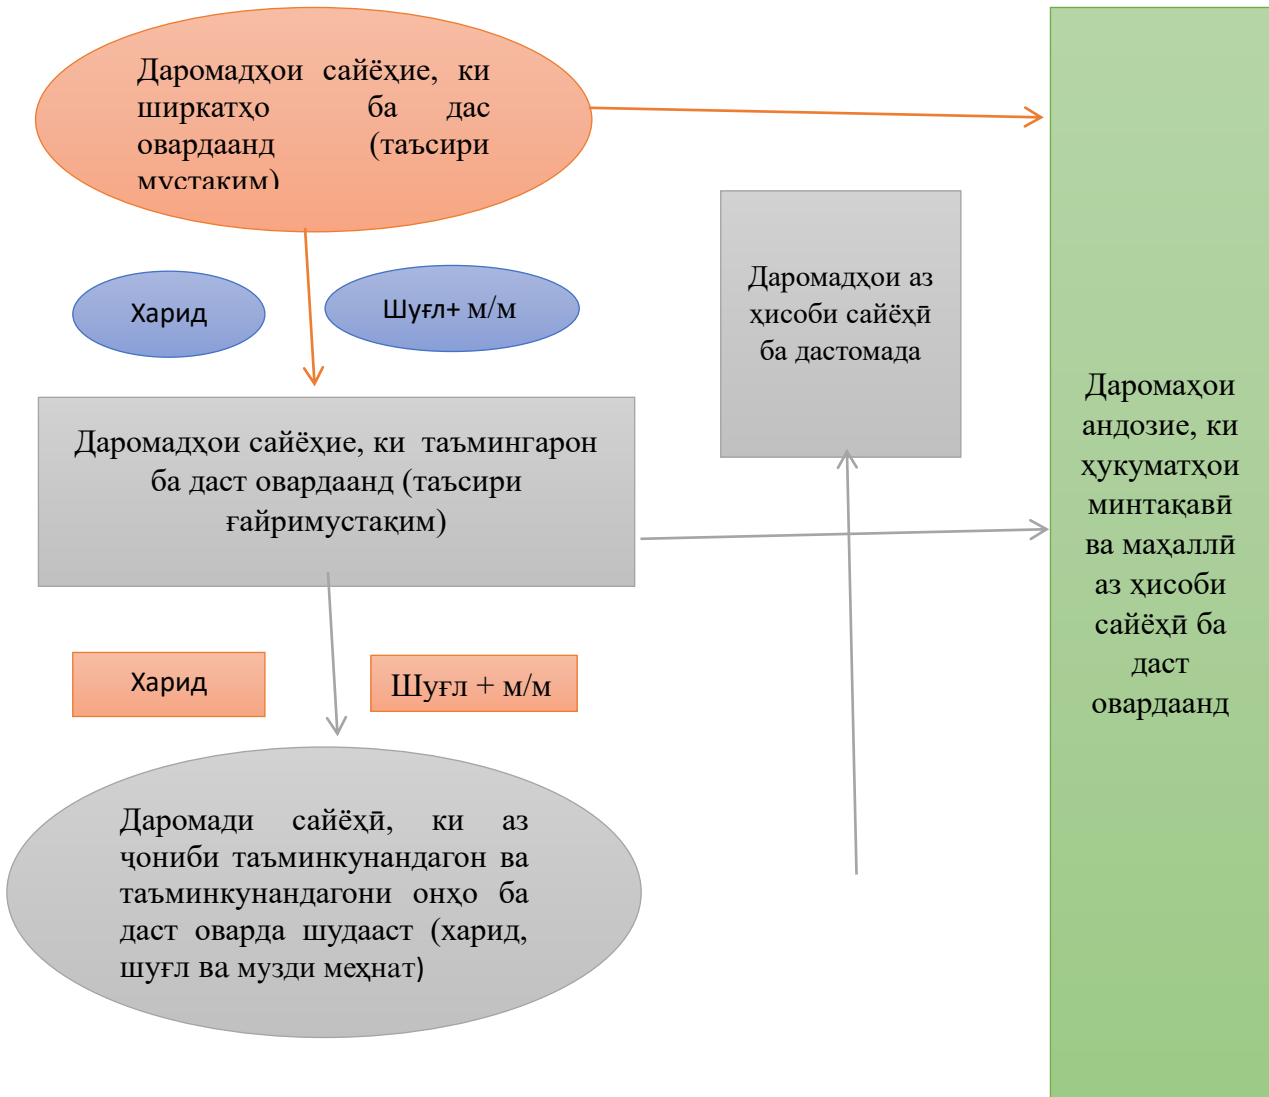 Даромадҳои сайёҳие, ки
ширкатҳо ба дас
овардаанд (таъсири
мустаким)
Харид
Шуғл+ м/м
Даромадҳои аз
ҳисоби сайёҳӣ
ба дастомада
Даромадҳои сайёҳие, ки таъмингарон
ба даст овардаанд (таъсири
ғайримустақим)
Харид
Шуғл + м/м
Даромади сайёҳӣ, ки аз
ҷониби таъминкунандагон ва
таъминкунандагони онҳо ба
даст оварда шудааст (харид,
шуғл ва музди меҳнат)
Даромаҳои
андозие, ки
ҳукуматҳои
минтақавӣ
ва маҳаллӣ
аз ҳисоби
сайёҳӣ ба
даст
овардаанд